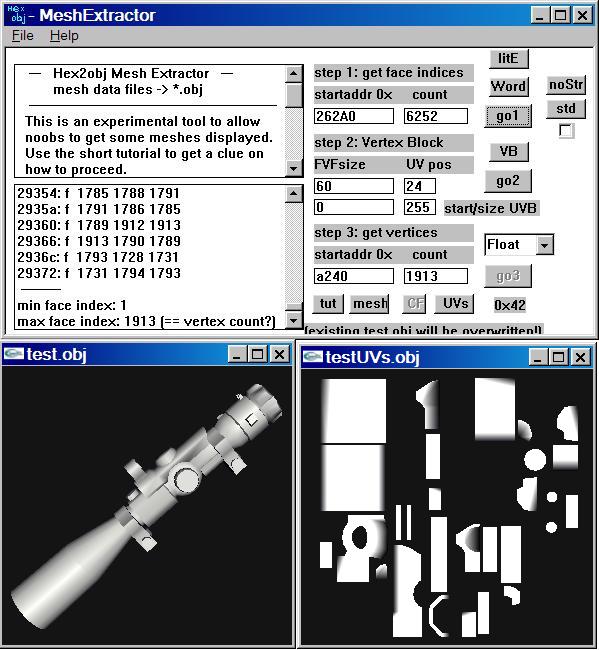 Hex obj- MeshExtractor
File Help
— Hex2obj Mesh Extractor —
mesh data files -> *.obj
This is an experimental tool to allow
noobs to get some meshes displayed.
Use the short tutorial to get a clue on
how to proceed.
29354: f 1785 1788 1791
2935a: f 1791 1786 1785
29360: f 1789 1912 1913
29366: f 1913 1790 1789
2936c: f 1793 1728 1731
29372: f 1731 1794 1793
min face index: 1
max face index: 1913 (== vertex count?)
step 1: get face indices
startaddr 0x count
262A0 6252
step 2: Vertex Block
FVFsize UV pos
60 24
0 255 start/size UVB
step 3: get vertices
startaddr 0x count
a240 1913
tut mesh CF UVs
(existing test.obj will be overwritten!)
litE
Word
go1
VB
go2
noStr
std
Float
go3
0x42
test.obj
testUVs.obj